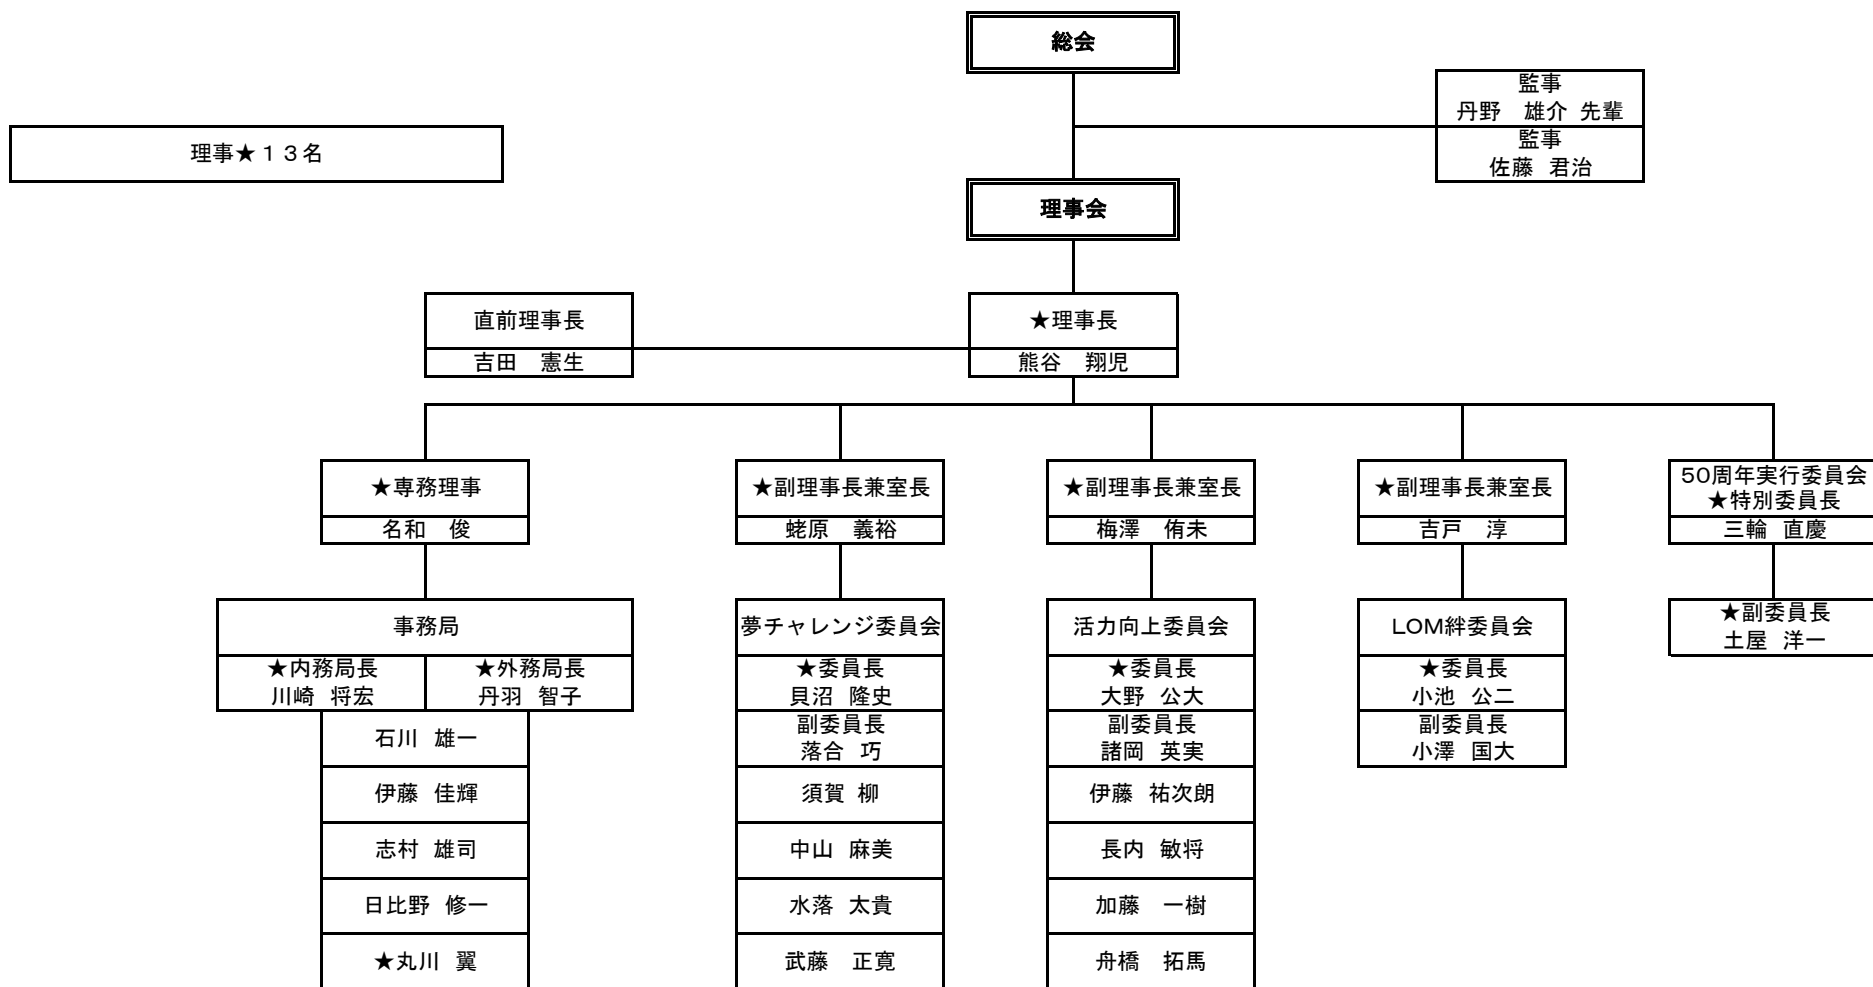 総会
監事
丹野　雄介 先輩
監事
佐藤 君治
理事★１３名
理事会
直前理事長
吉田　憲生
★理事長
熊谷　翔児
★専務理事
名和　俊
★副理事長兼室長
蛯原　義裕
★副理事長兼室長
梅澤　侑未
★副理事長兼室長
吉戸　淳
50周年実行委員会
★特別委員長
三輪 直慶
事務局
★内務局長
川崎 将宏
★外務局長
丹羽 智子
石川 雄一
伊藤 佳輝
志村 雄司
日比野 修一
★丸川 翼
夢チャレンジ委員会
★委員長
貝沼 隆史
副委員長
落合 巧
須賀 柳
中山 麻美
水落 太貴
武藤　正寛
活力向上委員会
★委員長
大野 公大
副委員長
諸岡 英実
伊藤 祐次朗
長内 敏将
加藤　一樹
舟橋　拓馬
LOM絆委員会
★委員長
小池 公二
副委員長
小澤 国大
★副委員長
土屋 洋一